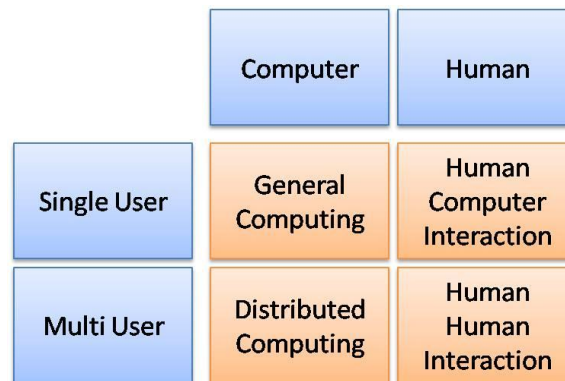 Computer
Human
Single User
General
Computing
Human
Computer
Interaction
Multi User
Distributed
Computing
Human
Human
Interaction